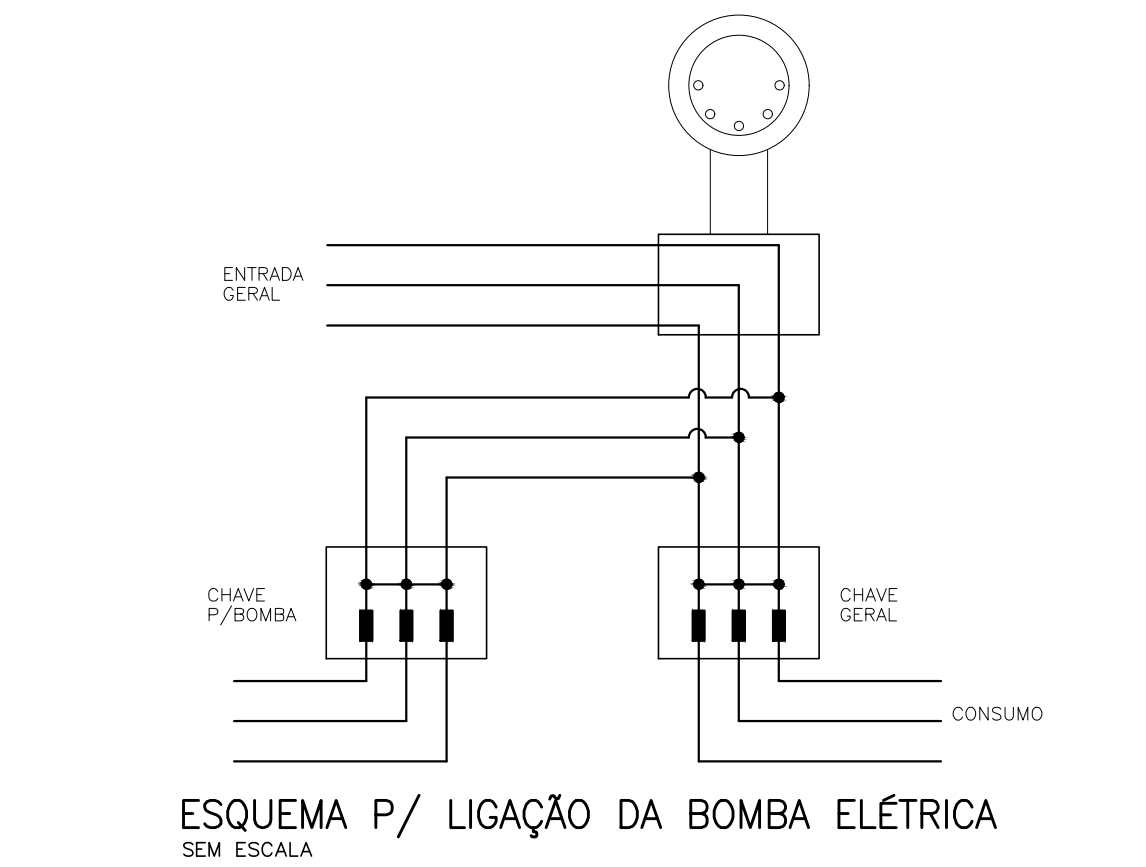 ENTRADA
GERAL
CHAVE
P/BOMBA
CHAVE
GERAL
CONSUMO
ESQUEMA P/ LIGAÇÃO DA BOMBA ELÉTRICA
SEM ESCALA